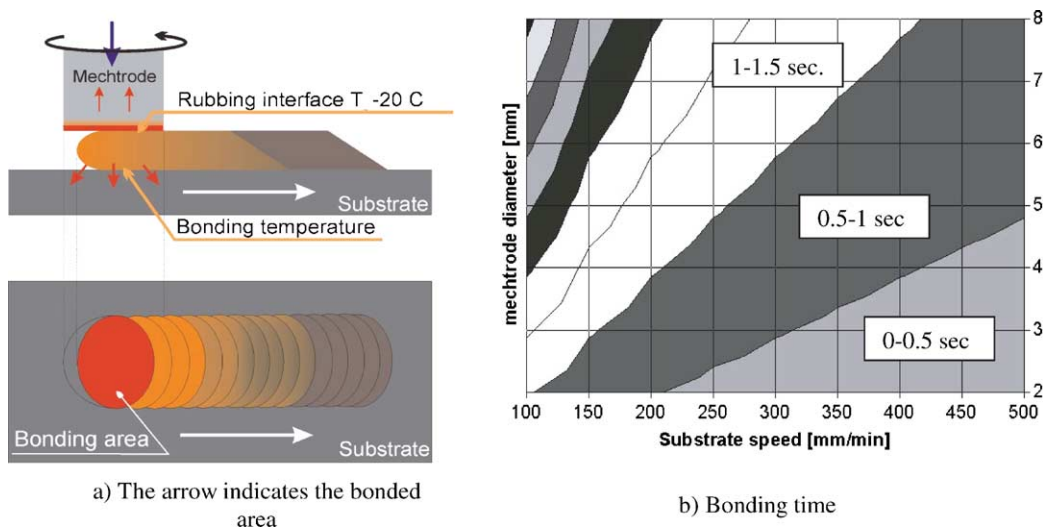 Mechtrode
Rubbing interface T -20 C
Substrate
Bonding temperature
Bonding area
Substrate
a) The arrow indicates the bonded
area
mechtrode diameter [mm]
1-1.5 sec.
0.5-1 sec
0-0.5 sec
8
7
6
5
4
3
2
100 150 200 250 300 350 400 450 500
Substrate speed [mm/min]
b) Bonding time